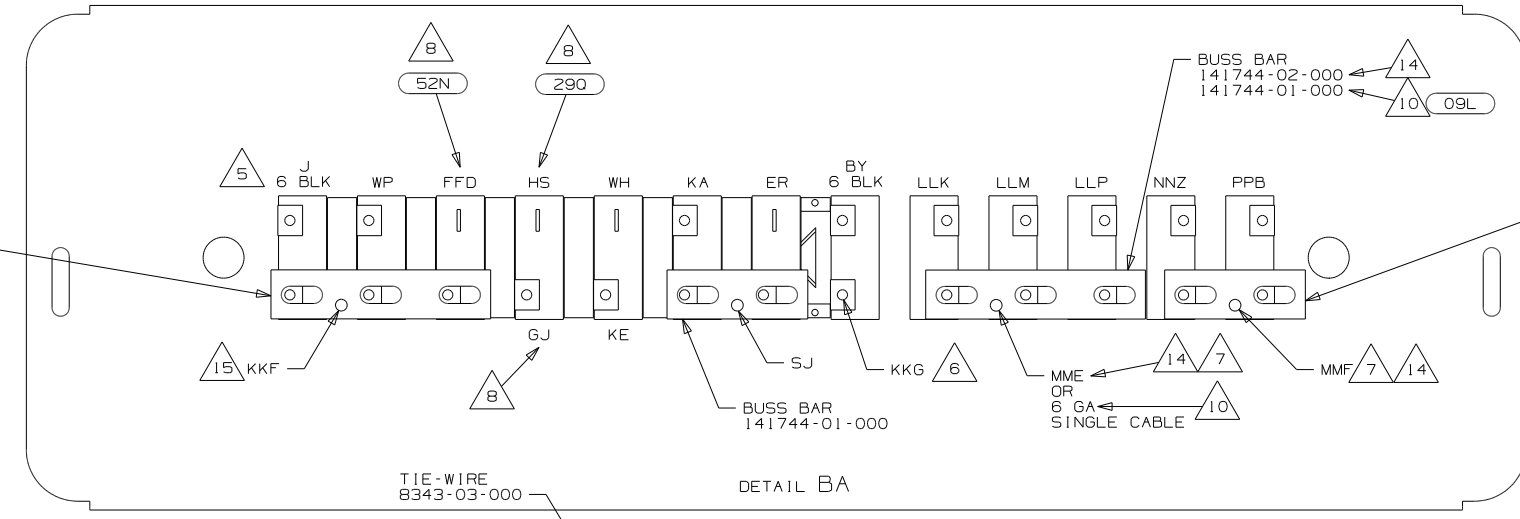 8
8
52N
29Q
BUSS BAR
141744-02-000
14
141744-01-000
10
09L
5
J
6 BLK
WP
FFD
HS
WH
KA
ER
BY
6 BLK
LLK
LLM
LLP
NNZ
PPB
GJ
KE
15
KKF
8
SJ
KKG
6
BUSS BAR
141744-01-000
MME
14
7
OR
6 GA
10
SINGLE CABLE
MMF
7
14
TIE-WIRE
8343-03-000
DETAIL BA